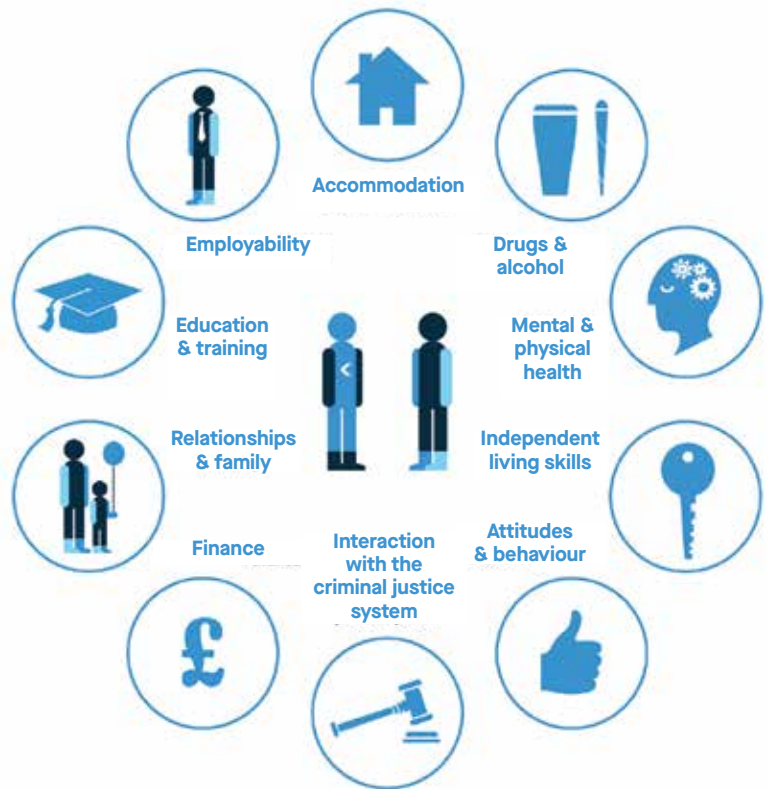 Accommodation
Drugs &
alcohol
Mental &
physical
health
Independent
living skills
Attitudes
& behaviour
Interaction
with the
criminal justice
system
Finance
£
Relationships
& family
Education
& training
Employability